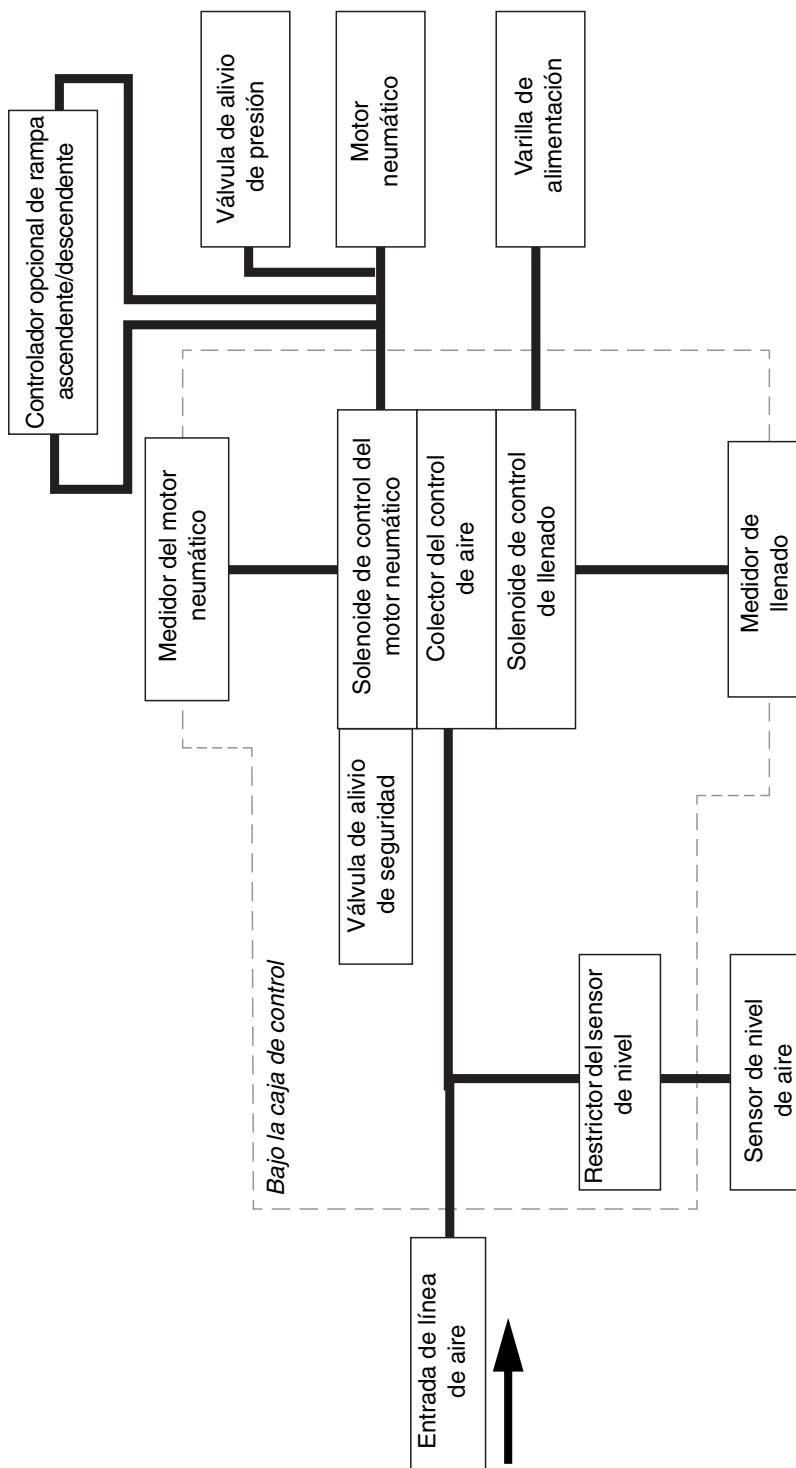 Controlador opcional de rampa
ascendente/descendente
Medidor del motor
neumático
Válvula de alivio
de presión
Bajo la caja de control
Válvula de alivio
de seguridad
Solenoide de control del
motor neumático
Motor
neumático
Entrada de línea
de aire
Colector del control
de aire
Solenoide de control
de llenado
Varilla de
alimentación
Restrictor del sensor
de nivel
Sensor de nivel
de aire
Medidor de
llenado